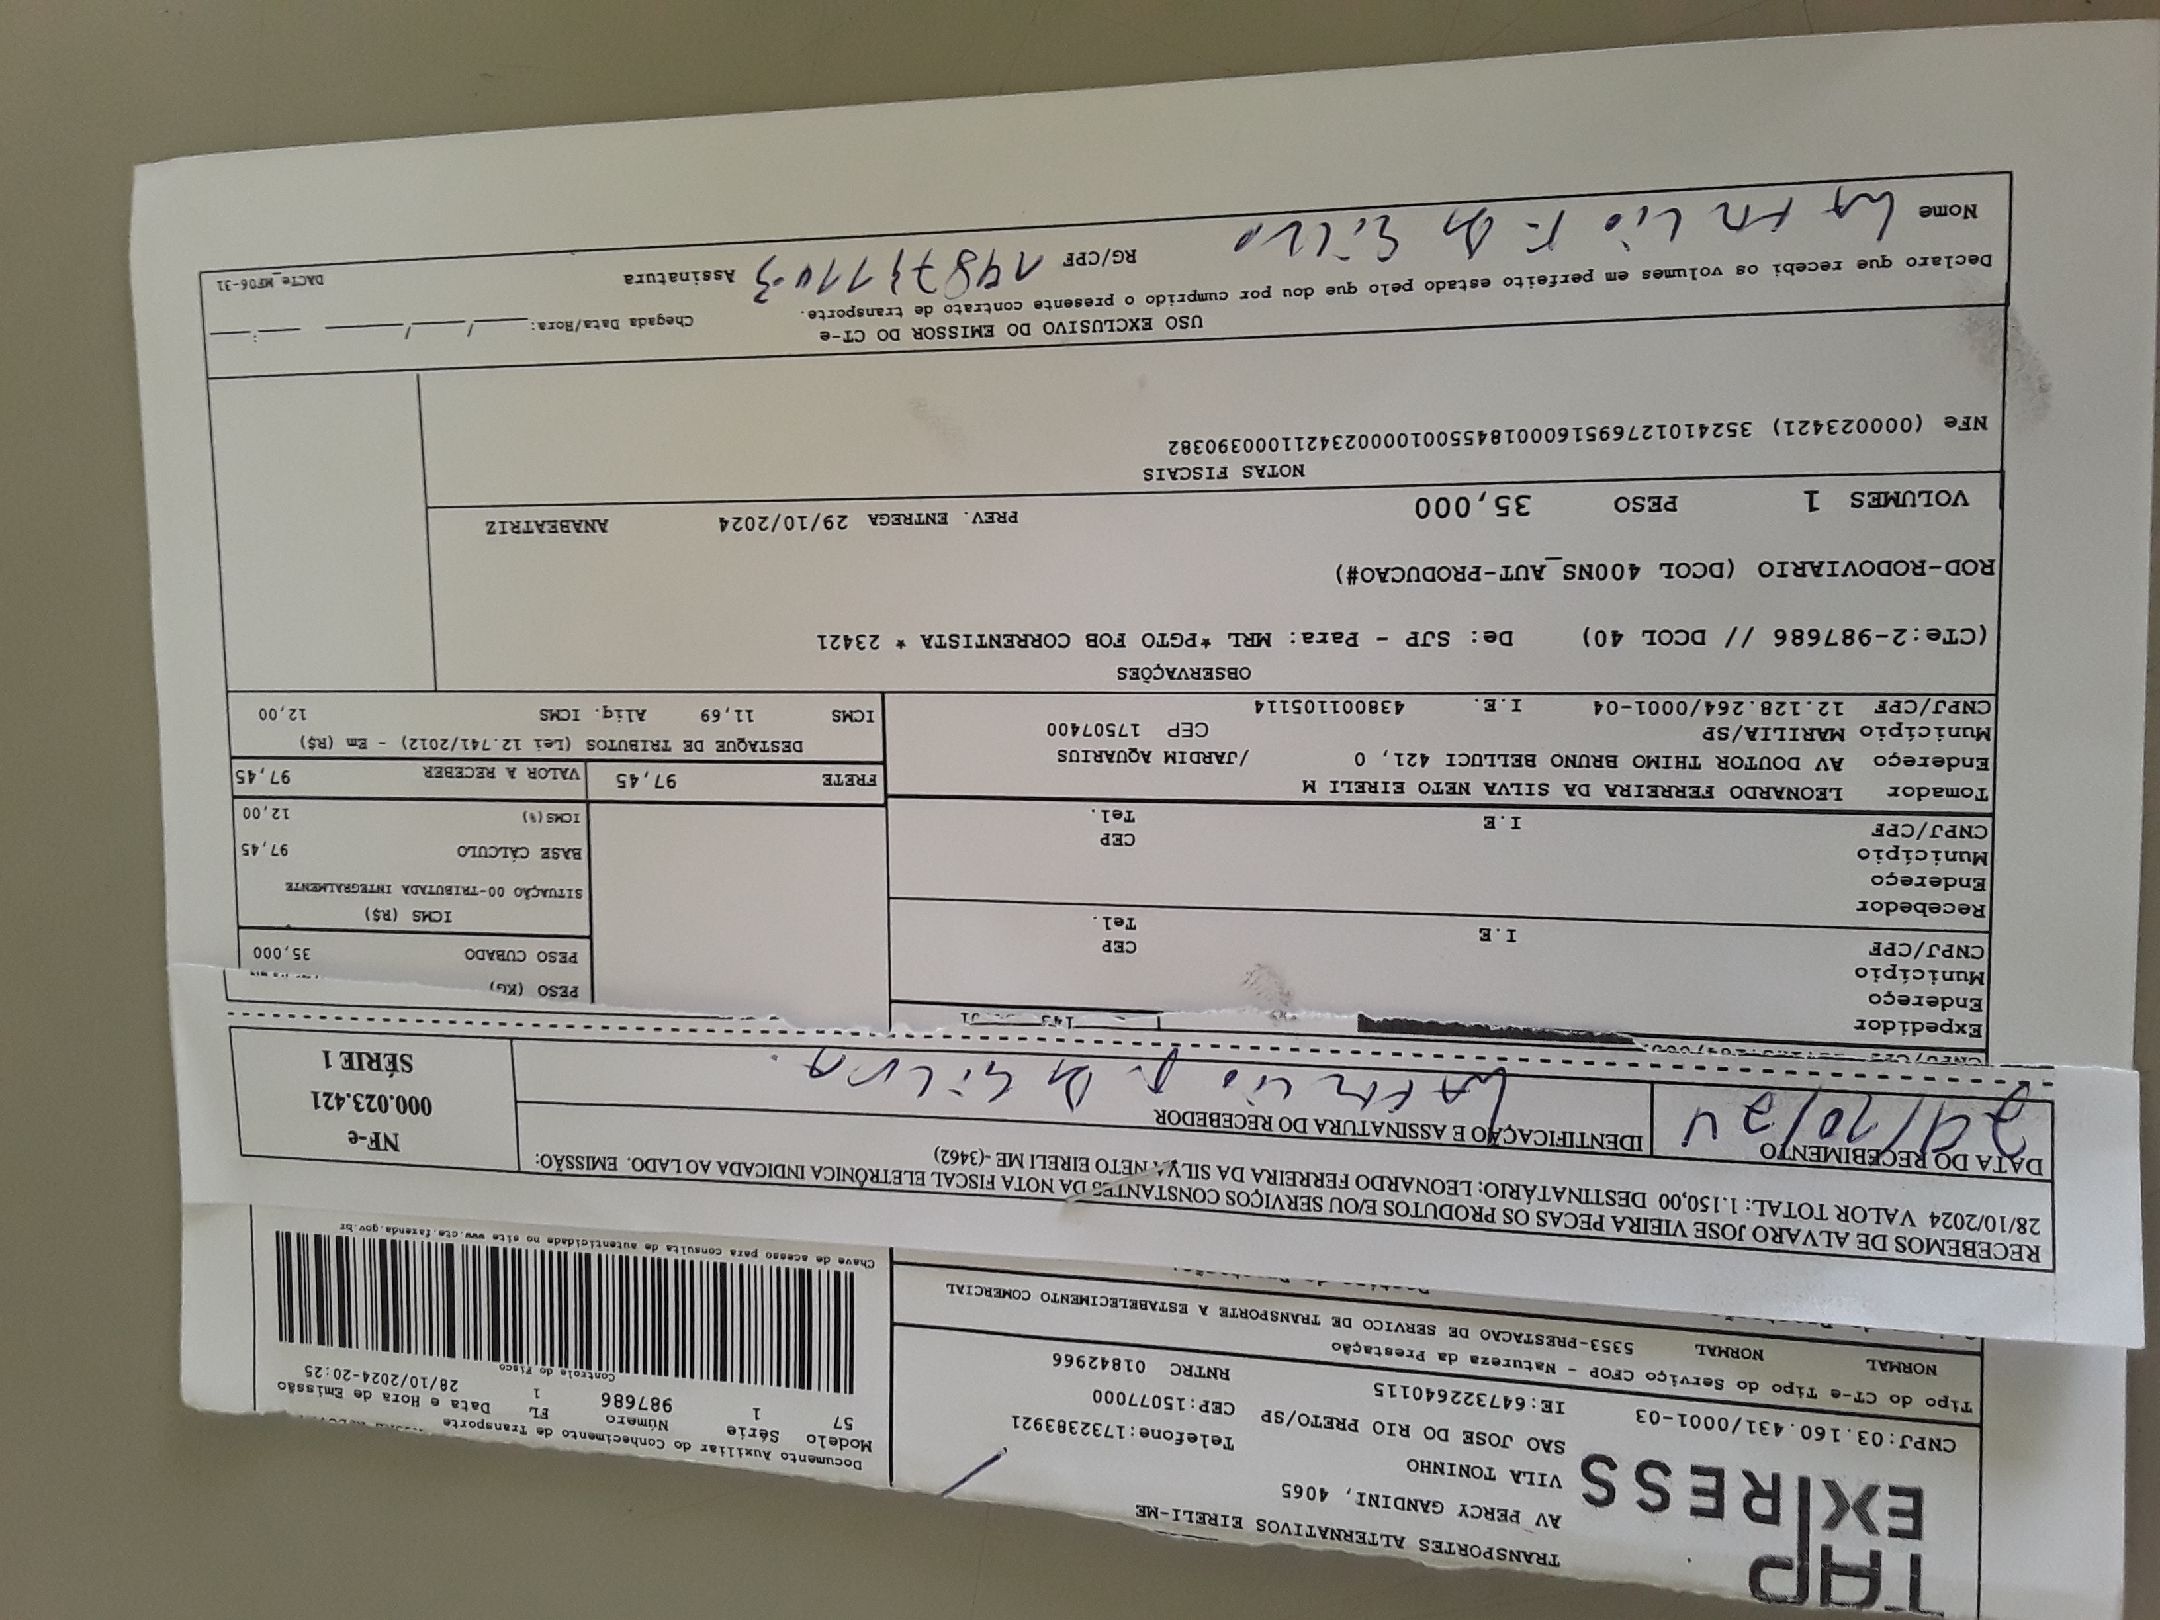 TAP
EXPRESS
TRANSPORTES ALTERNATIVOS EIRELI-ME
AV PERCY GANDINI, 4065
VILA TONINHO Telefone:1732383921
SAO JOSE DO RIO PRETO/SP CEP:15077000
CNPJ:03.160.431/0001-03 IE:647322640115 RNTRC 01842966
Documento Auxiliar do Conhecimento de Transporte
Modelo Série Número FL Data e Hora de Emissão
57 1 987686 1 28/10/2024-20:25
Controle do Fisco
Chave de acesso para consulta de autenticidade no site www.cte.fazenda.gov.br
Tipo do CT-e Tipo do Serviço CFOP - Natureza da Prestação
NORMAL NORMAL 5353-PRESTACAO DE SERVICO DE TRANSPORTE A ESTABELECIMENTO COMERCIAL
RECEBEMOS DE ALVARO JOSE VIEIRA PECAS OS PRODUTOS E/OU SERVIÇOS CONSTANTES DA NOTA FISCAL ELETRÔNICA INDICADA AO LADO. EMISSÃO:
28/10/2024 VALOR TOTAL: 1.150,00 DESTINATÁRIO: LEONARDO FERREIRA DA SILVA NETO EIRELI ME -(3462)
DATA DO RECEBIMENTO
29/10/24
IDENTIFICAÇÃO E ASSINATURA DO RECEBEDOR
F. DA SILVA
NF-e
000.023.421
SÉRIE 1
Expedidor
Endereço
Município CEP
CNPJ/CPF I.E Tel.
Recebedor
Endereço
Município CEP
CNPJ/CPF I.E Tel.
Tomador LEONARDO FERREIRA DA SILVA NETO EIRELI M
Endereço AV DOUTOR THIMO BRUNO BELLUCI 421, 0 /JARDIM AQUARIUS
Município MARILIA/SP CEP 17507400
CNPJ/CPF 12.128.264/0001-04 I.E. 438001105114
PESO (KG)
PESO CUBADO 35,000
ICMS (R$)
SITUAÇÃO 00-TRIBUTADA INTEGRALMENTE
BASE CÁLCULO 97,45
ICMS(%) 12,00
FRETE 97,45 VALOR A RECEBER 97,45
DESTAQUE DE TRIBUTOS (Lei 12.741/2012) - Em (R$)
ICMS 11,69 Aliq. ICMS 12,00
OBSERVAÇÕES
(CTe:2-987686 // DCOL 40) De: SJP - Para: MRL *PGTO FOB CORRENTISTA * 23421
ROD-RODOVIARIO (DCOL 400NS_AUT-PRODUCAO#)
VOLUMES 1 PESO 35,000 PREV. ENTREGA 29/10/2024 ANABEATRIZ
NOTAS FISCAIS
NFe (000023421) 35241012769516000184550010000234211000390382
USO EXCLUSIVO DO EMISSOR DO CT-e
Chegada Data/Hora: ___/___/___ ___:___
Declaro que recebi os volumes em perfeito estado pelo que dou por cumprido o presente contrato de transporte.
Nome F. DA SILVA RG/CPF Assinatura
DACTe_MF06-31